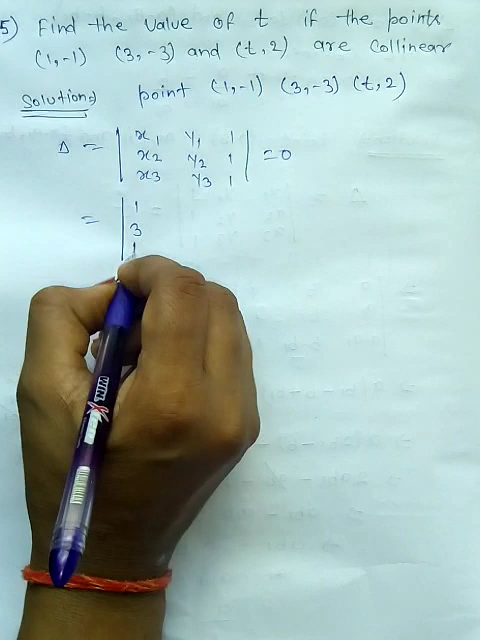 5) Find the value of t if the points
(1,-1) (3,-3) and (t,2) are Collinear
Solution:) point (1,-1) (3,-3) (t,2)
Δ = | x1 y1 1 | = 0
x2 y2 1
x3 y3 1
= | 1
3
WIN